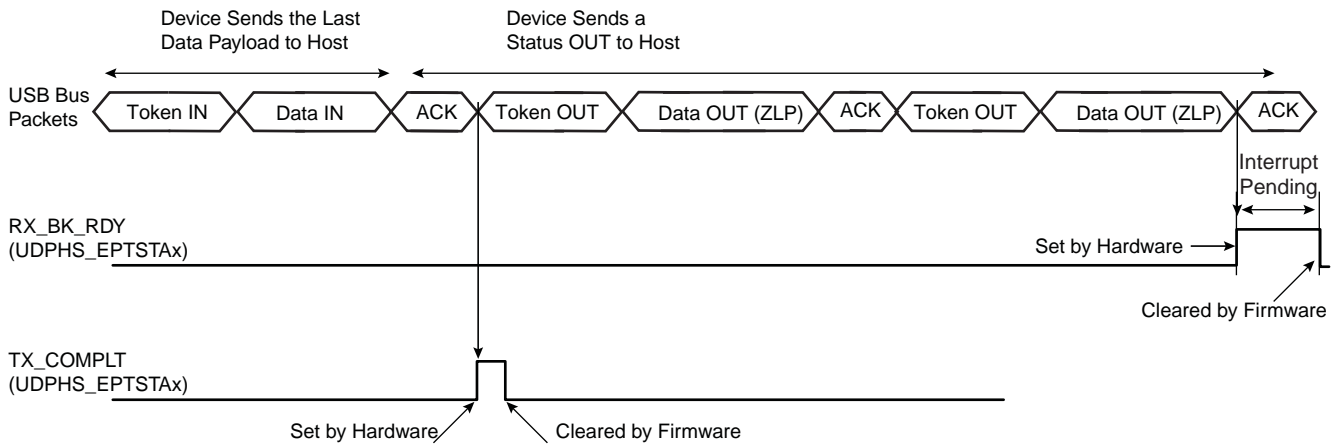 Device Sends the Last
Data Payload to Host
Device Sends a
Status OUT to Host
USB Bus
Packets
Token IN
Data IN
ACK
Token OUT
Data OUT (ZLP)
ACK
Token OUT
Data OUT (ZLP)
ACK
Interrupt
Pending
RX_BK_RDY
(UDPHS_EPTSTAx)
Set by Hardware
Cleared by Firmware
TX_COMPLT
(UDPHS_EPTSTAx)
Set by Hardware
Cleared by Firmware